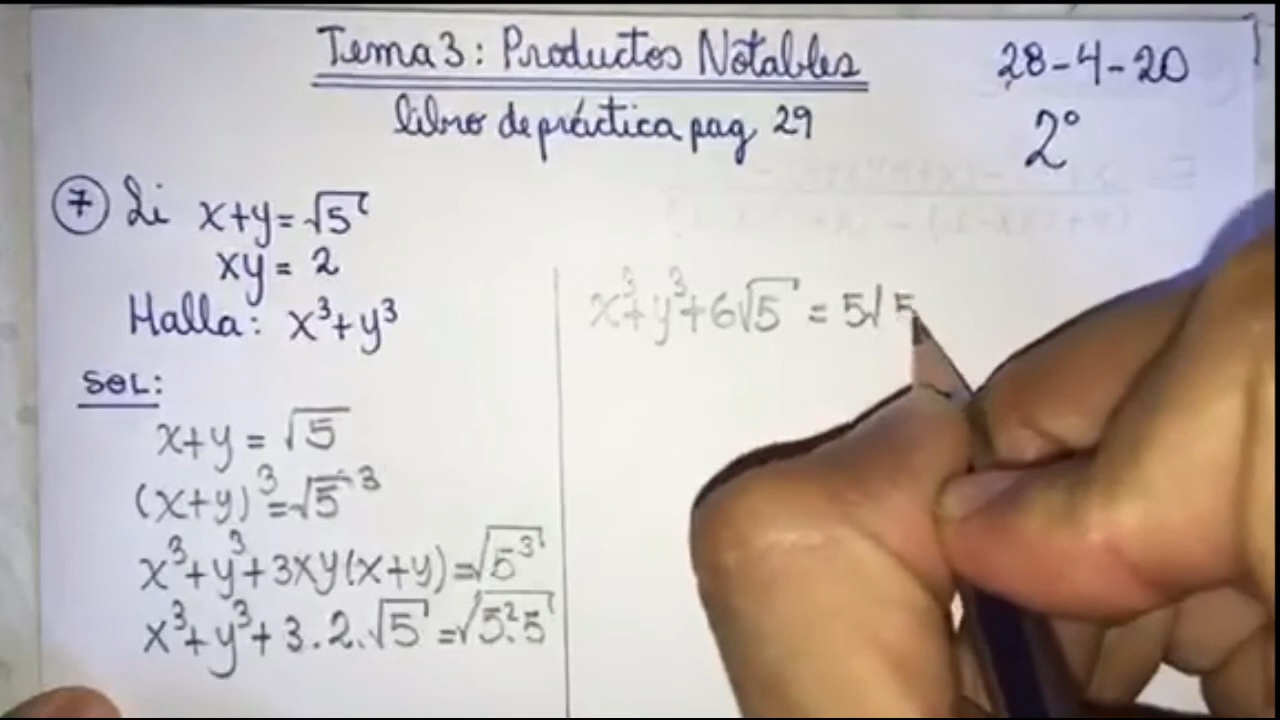 Tema 3: Productos Notables
libro de práctica pag 29
28-4-20
2°
7 Si x+y=√5
xy = 2
Halla: x³+y³
SOL:
x+y = √5
(x+y)³=√5³
x³+y³+3xy(x+y)=√5³
x³+y³+3.2.√5=√5².5
x³+y³+6√5 = 5√5